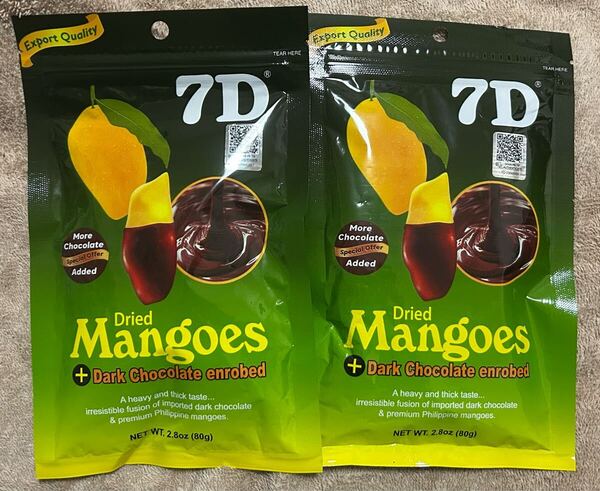 Export Quality
TEAR HERE
7D®
More
Chocolate
Special Offer
Added
Dried
Mangoes
+ Dark Chocolate enrobed
A heavy and thick taste...
irresistible fusion of imported dark chocolate
& premium Philippine mangoes.
NET WT. 2.8oz (80g)
Export Quality
TEAR HERE
7D®
More
Chocolate
Special Offer
Added
Dried
Mangoes
+ Dark Chocolate enrobed
A heavy and thick taste...
irresistible fusion of imported dark chocolate
& premium Philippine mangoes.
NET WT. 2.8oz (80g)